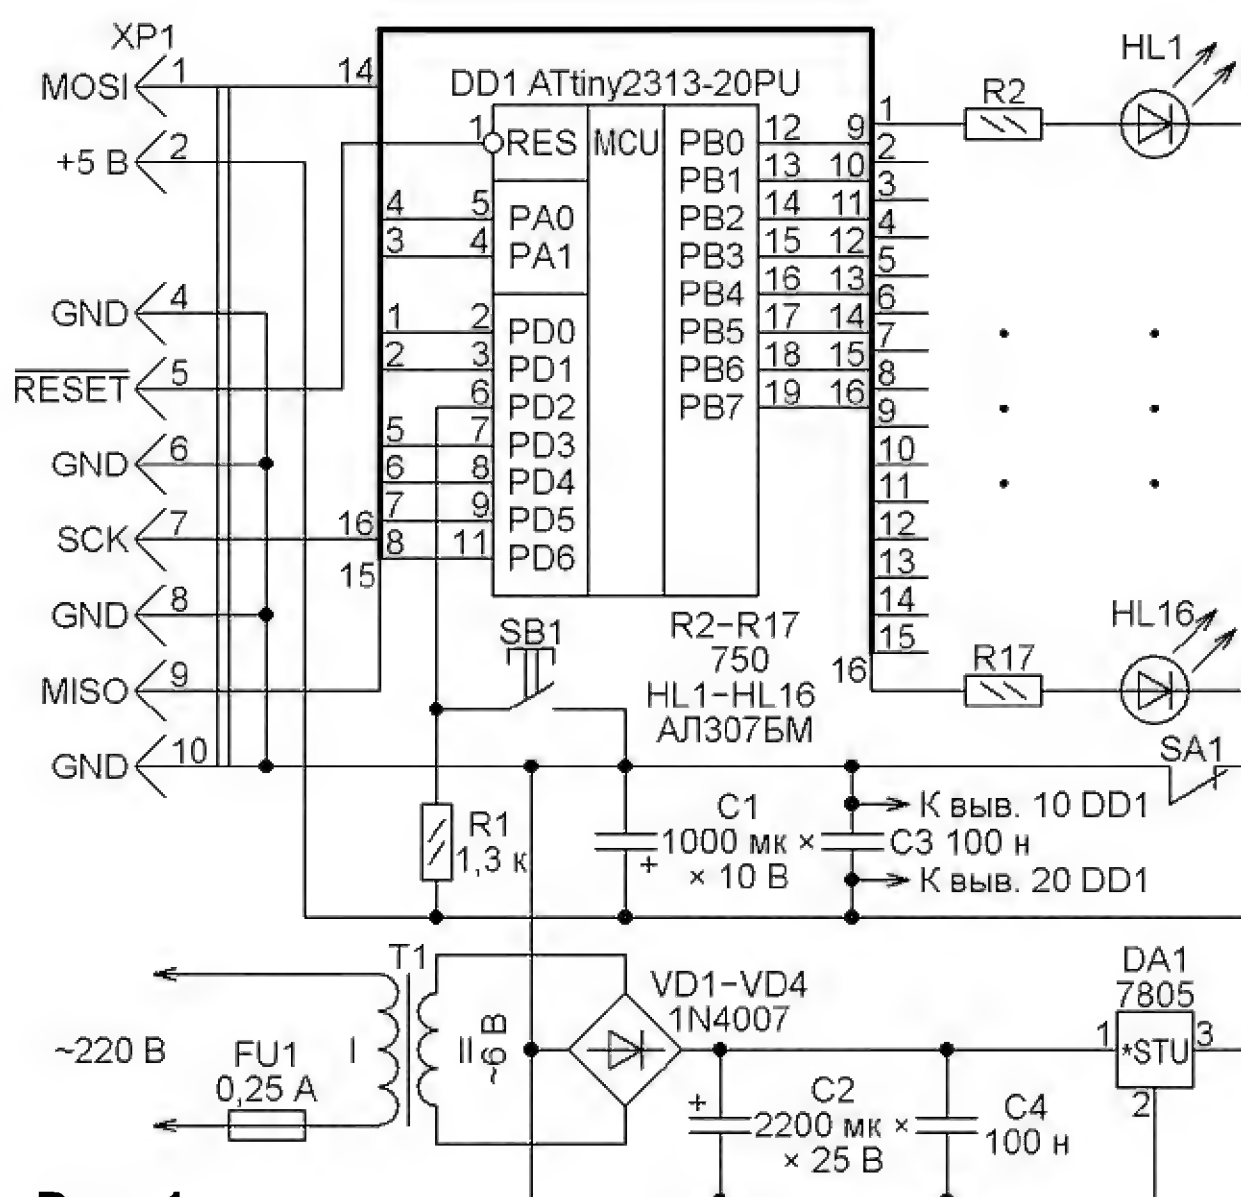 XP1
MOSI 1
+5 В 2
GND 4
RESET 5
GND 6
SCK 7
GND 8
MISO 9
GND 10
14
16
15
DD1 ATtiny2313-20PU
1 RES MCU PB0 12 9
PB1 13 10
4 5 PA0 PB2 14 11
3 4 PA1 PB3 15 12
PB4 16 13
1 2 PD0 PB5 17 14
2 3 PD1 PB6 18 15
6 PD2 PB7 19 16
5 7 PD3
6 8 PD4
7 9 PD5
8 11 PD6
1
2
3
4
5
6
7
8
9
10
11
12
13
14
15
16
R2
HL1
R17
HL16
SB1
R2–R17
750
HL1–HL16
АЛ307БМ
SA1
R1
1,3 к
C1
1000 мк ×
× 10 В
C3 100 н
К выв. 10 DD1
К выв. 20 DD1
~220 В
FU1
0,25 А
T1
I
II
~6 В
VD1–VD4
1N4007
C2
2200 мк ×
× 25 В
C4
100 н
DA1
7805
1 *STU 3
2